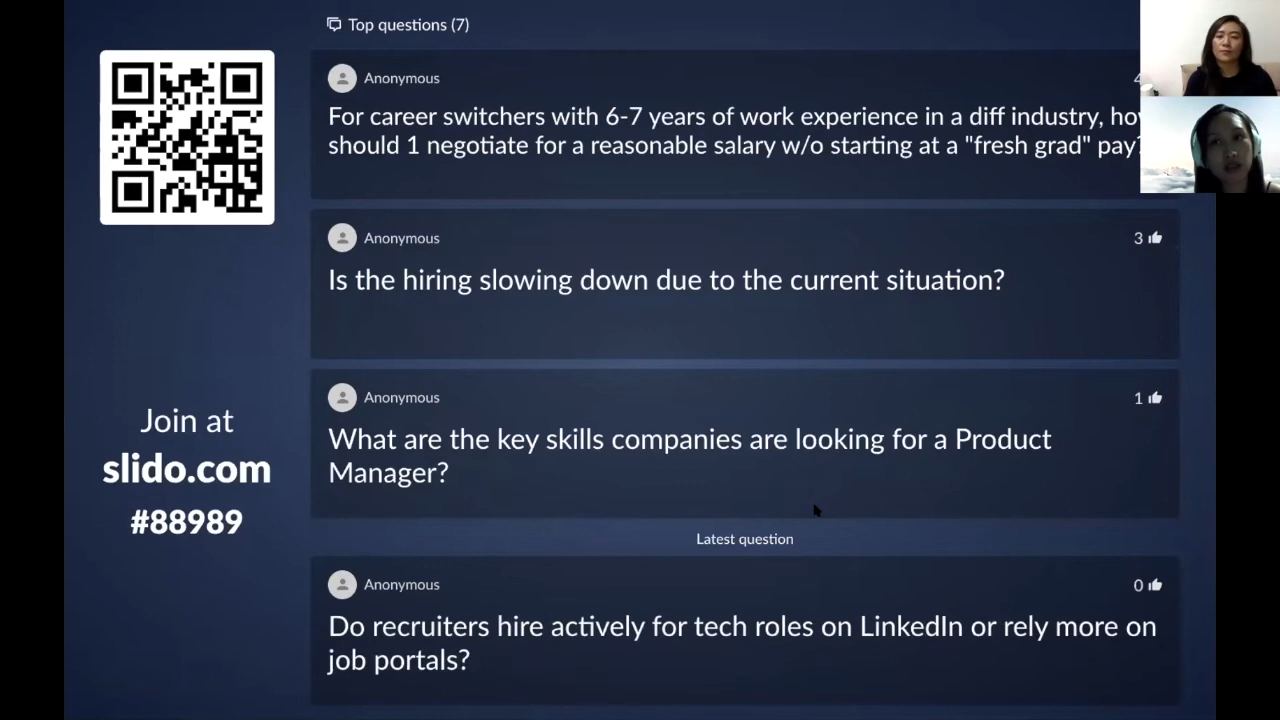 Top questions (7)
Anonymous
4
For career switchers with 6-7 years of work experience in a diff industry,
should 1 negotiate for a reasonable salary w/o starting at a "fresh grad" pay?
Anonymous
3
Is the hiring slowing down due to the current situation?
Anonymous
1
What are the key skills companies are looking for a Product
Manager?
Latest question
Anonymous
0
Do recruiters hire actively for tech roles on LinkedIn or rely more on
job portals?
Join at
slido.com
#88989